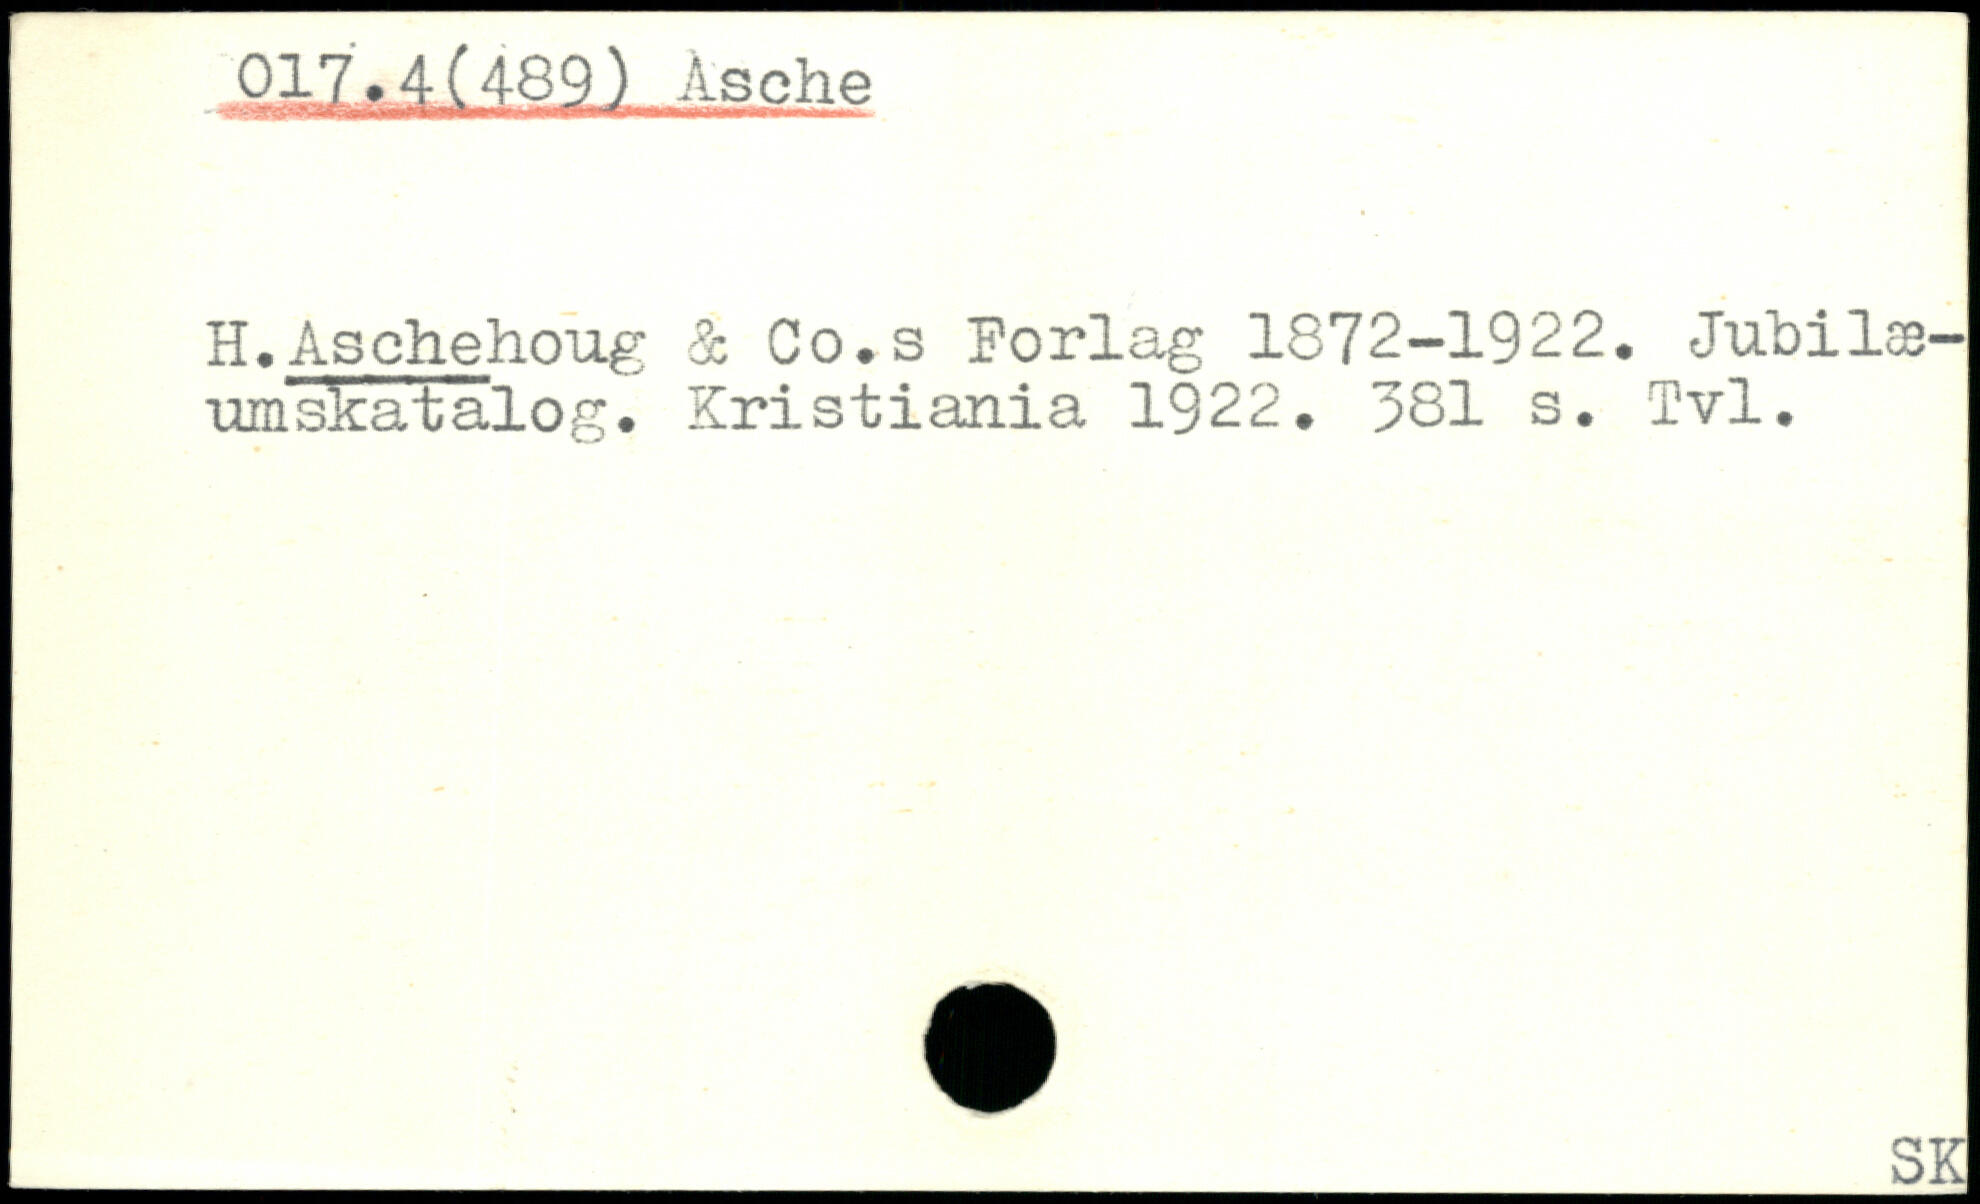 017.4(489) Asche
H.Aschehoug & Co.s Forlag 1872-1922. Jubilæ-
umskatalog. Kristiania 1922. 381 s. Tvl.
SK